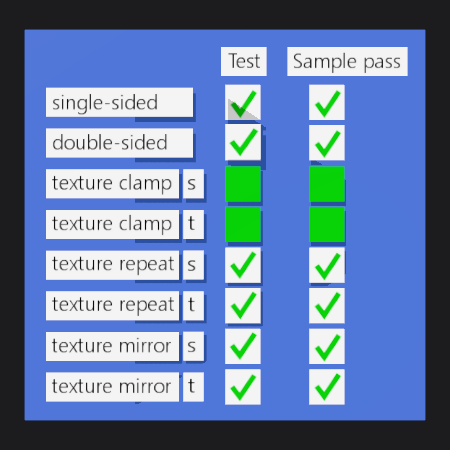 Test Sample pass
single-sided
double-sided
texture clamp s
texture clamp t
texture repeat s
texture repeat t
texture mirror s
texture mirror t